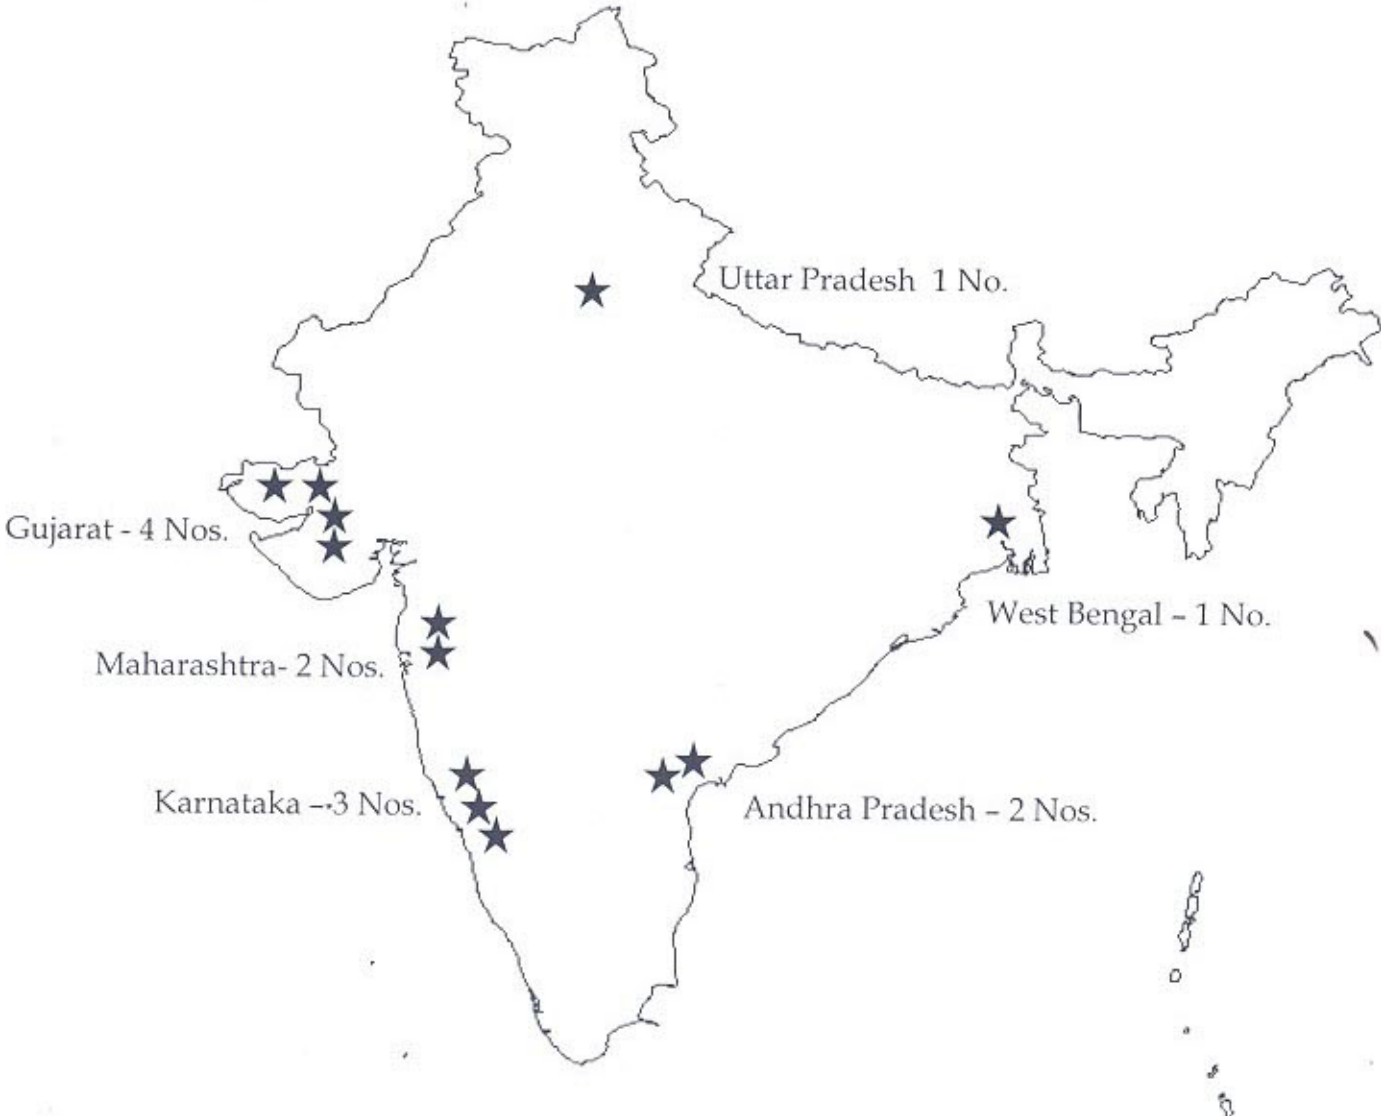 Uttar Pradesh 1 No.
Gujarat - 4 Nos.
West Bengal – 1 No.
Maharashtra- 2 Nos.
Karnataka –·3 Nos.
Andhra Pradesh – 2 Nos.